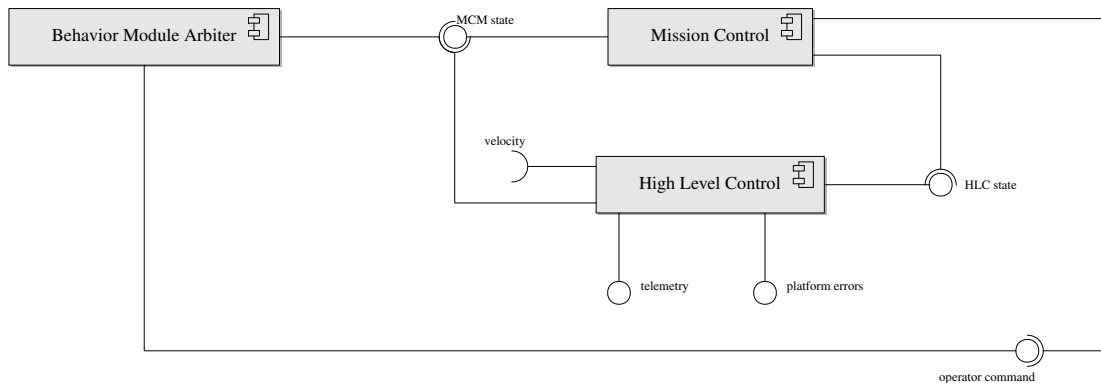 MCM state
Behavior Module Arbiter
Mission Control
velocity
High Level Control
HLC state
telemetry
platform errors
operator command